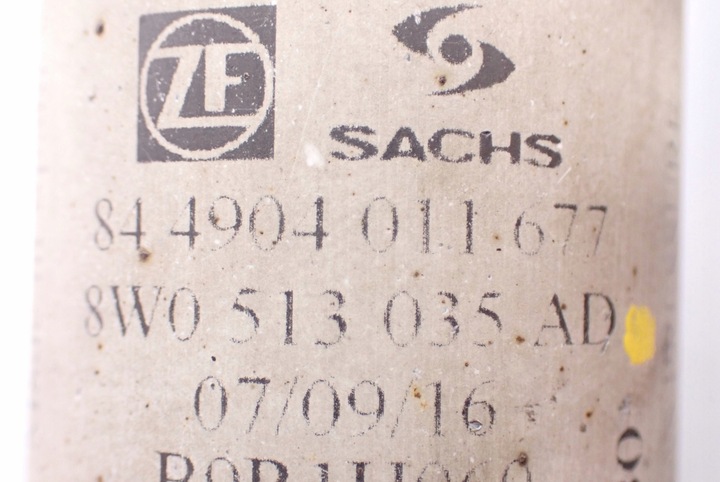 ZF
SACHS
84 4904 011 677
8W0 513 035 AD
07/09/16